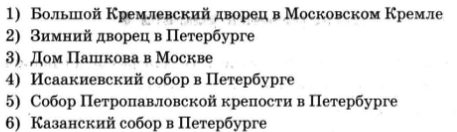 1) Большой Кремлевский дворец в Московском Кремле
2) Зимний дворец в Петербурге
3) Дом Пашкова в Москве
4) Исаакиевский собор в Петербурге
5) Собор Петропавловской крепости в Петербурге
6) Казанский собор в Петербурге